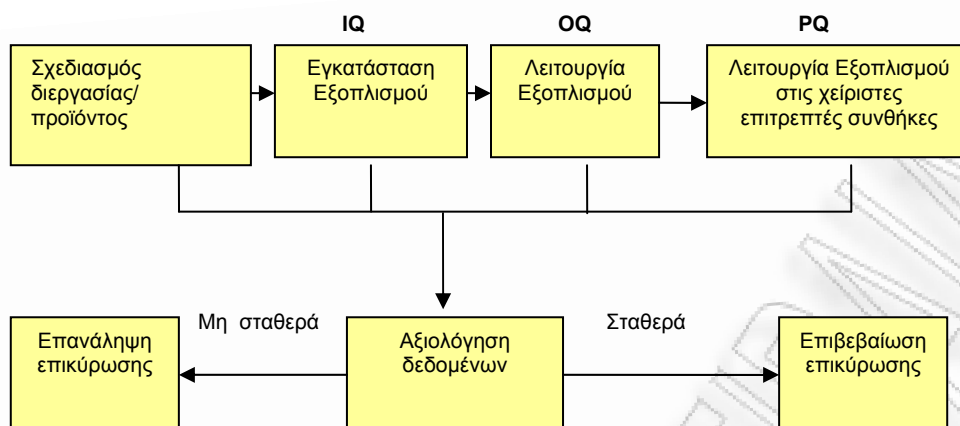 IQ
OQ
PQ
Σχεδιασμός
διεργασίας/
προϊόντος
Εγκατάσταση
Εξοπλισμού
Λειτουργία
Εξοπλισμού
Λειτουργία Εξοπλισμού
στις χείριστες
επιτρεπτές συνθήκες
Επανάληψη
επικύρωσης
Μη σταθερά
Αξιολόγηση
δεδομένων
Σταθερά
Επιβεβαίωση
επικύρωσης